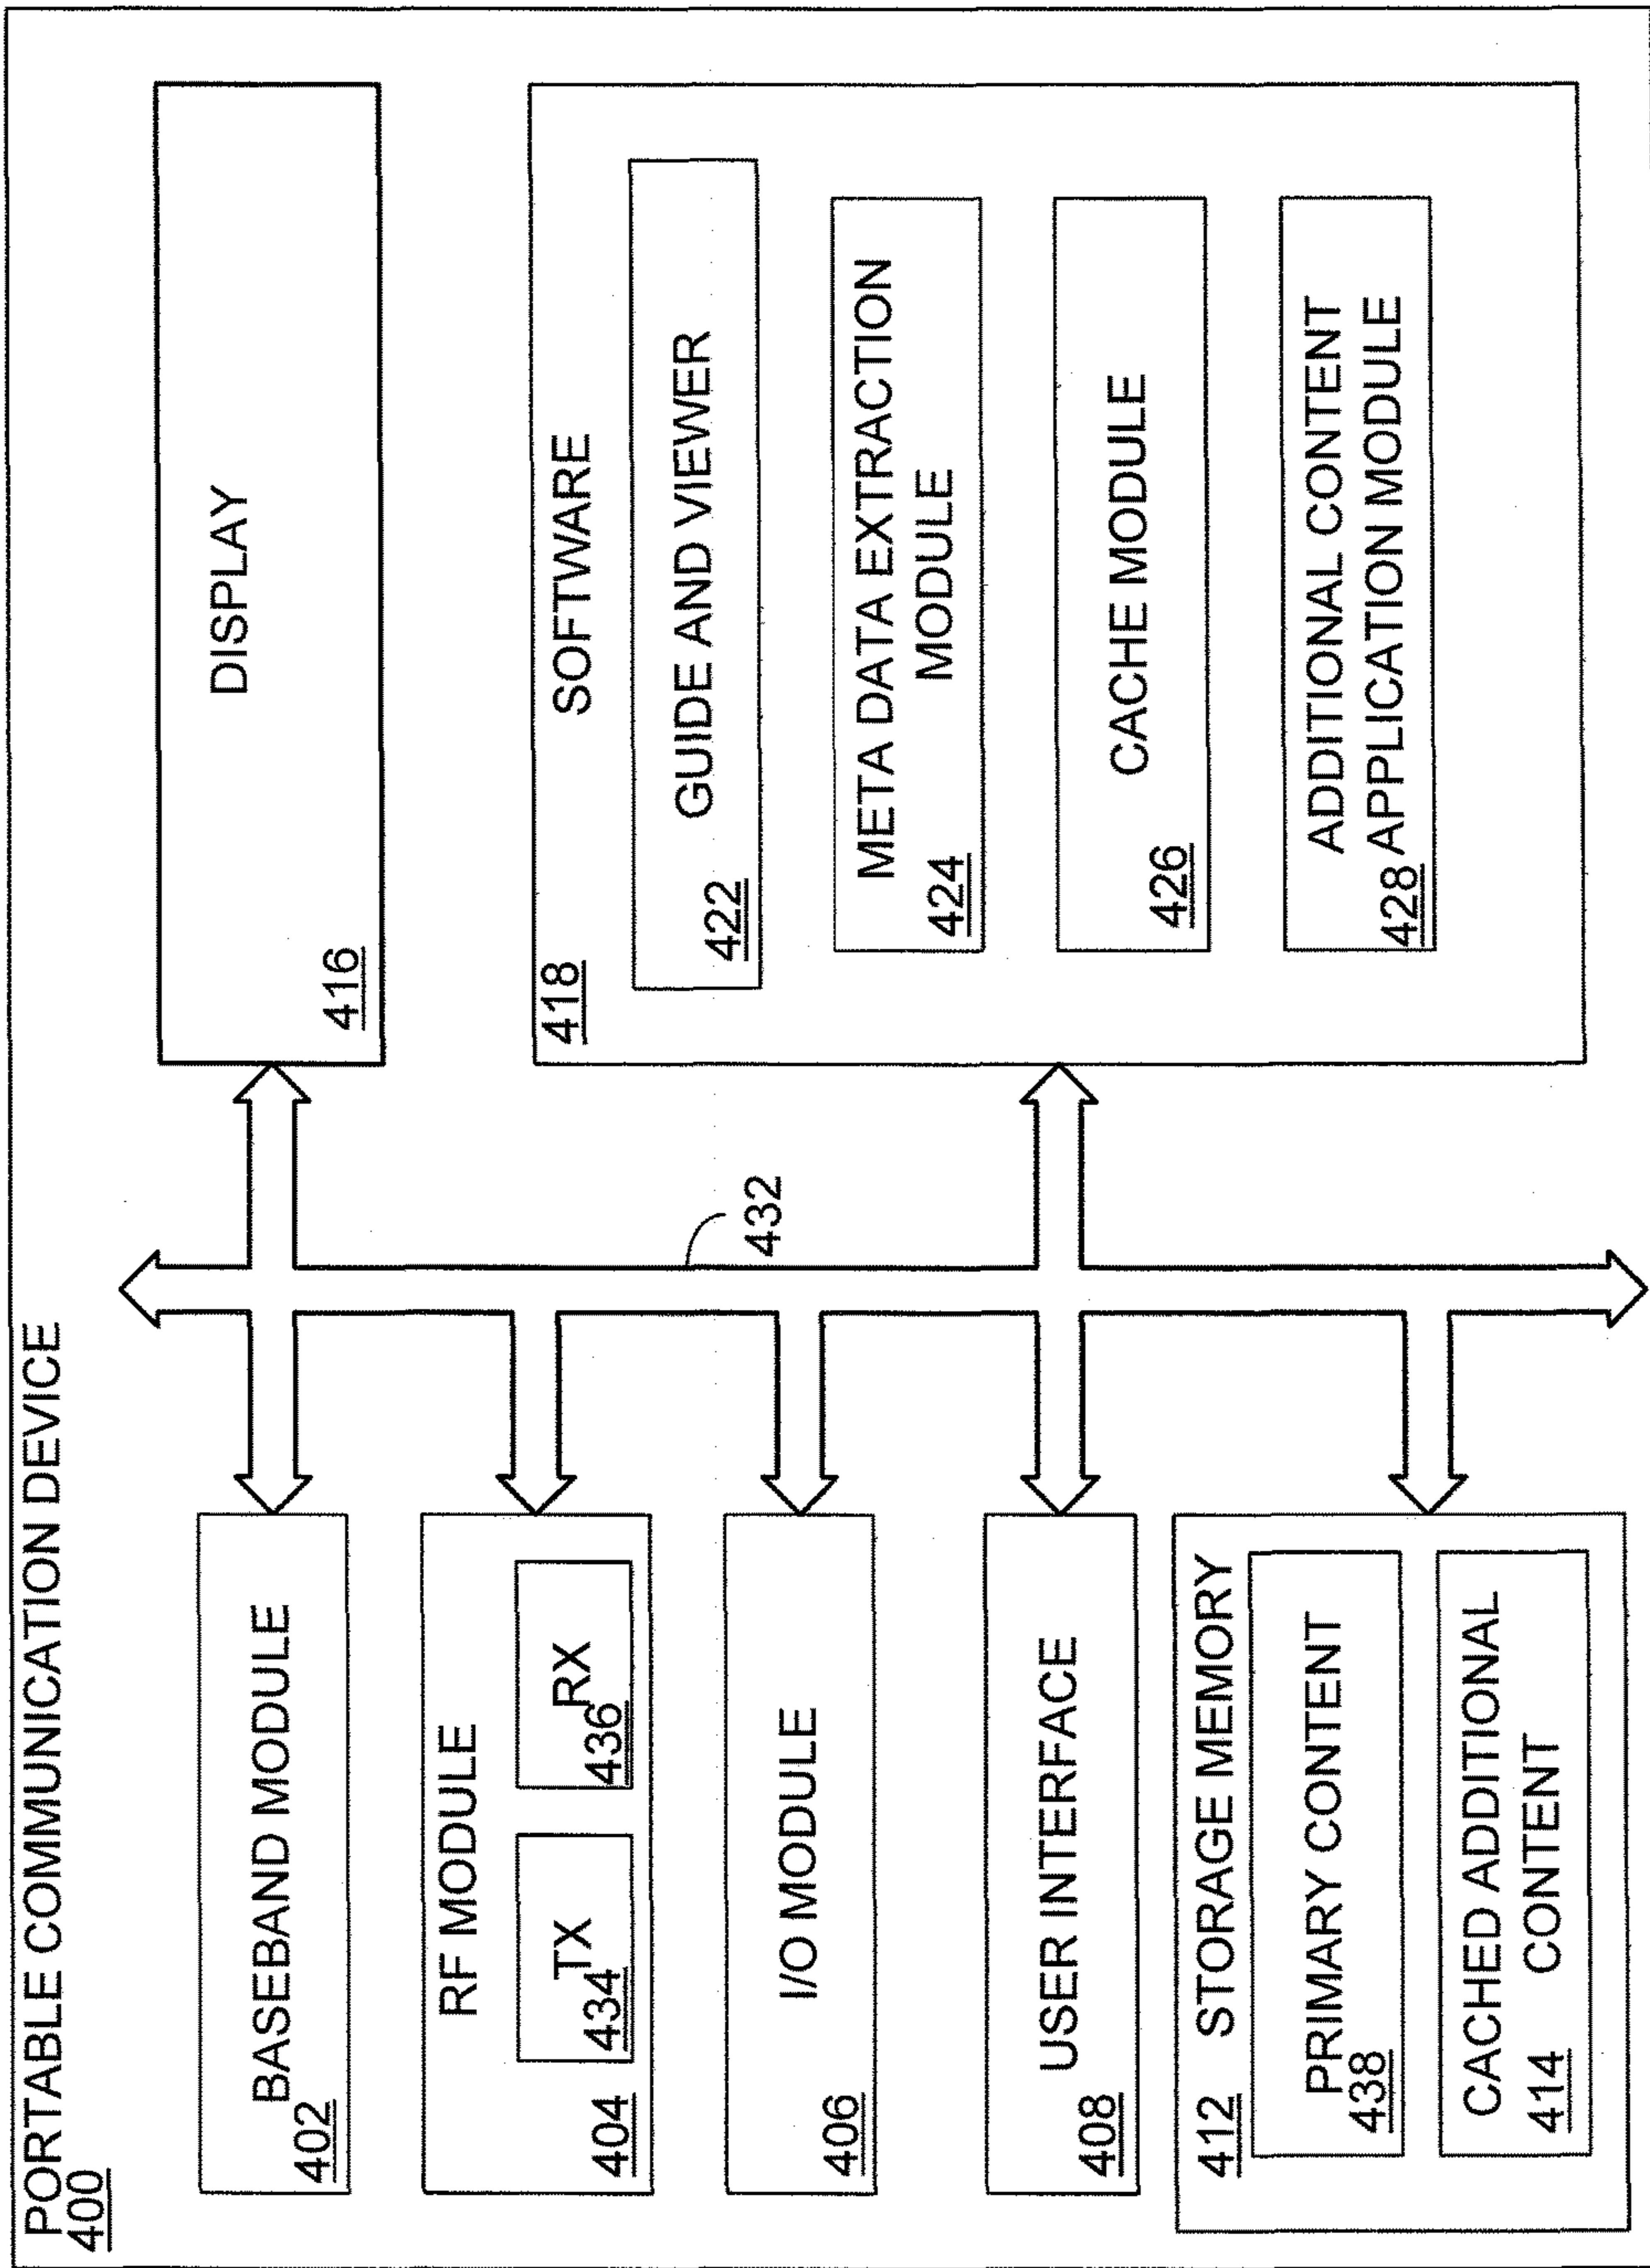 PORTABLE COMMUNICATION DEVICE
400
BASEBAND MODULE
402
RF MODULE
TX
434
RX
436
404
I/O MODULE
406
USER INTERFACE
408
412 STORAGE MEMORY
PRIMARY CONTENT
438
CACHED ADDITIONAL
414 CONTENT
432
DISPLAY
416
SOFTWARE
418
GUIDE AND VIEWER
422
META DATA EXTRACTION
MODULE
424
CACHE MODULE
426
ADDITIONAL CONTENT
428 APPLICATION MODULE